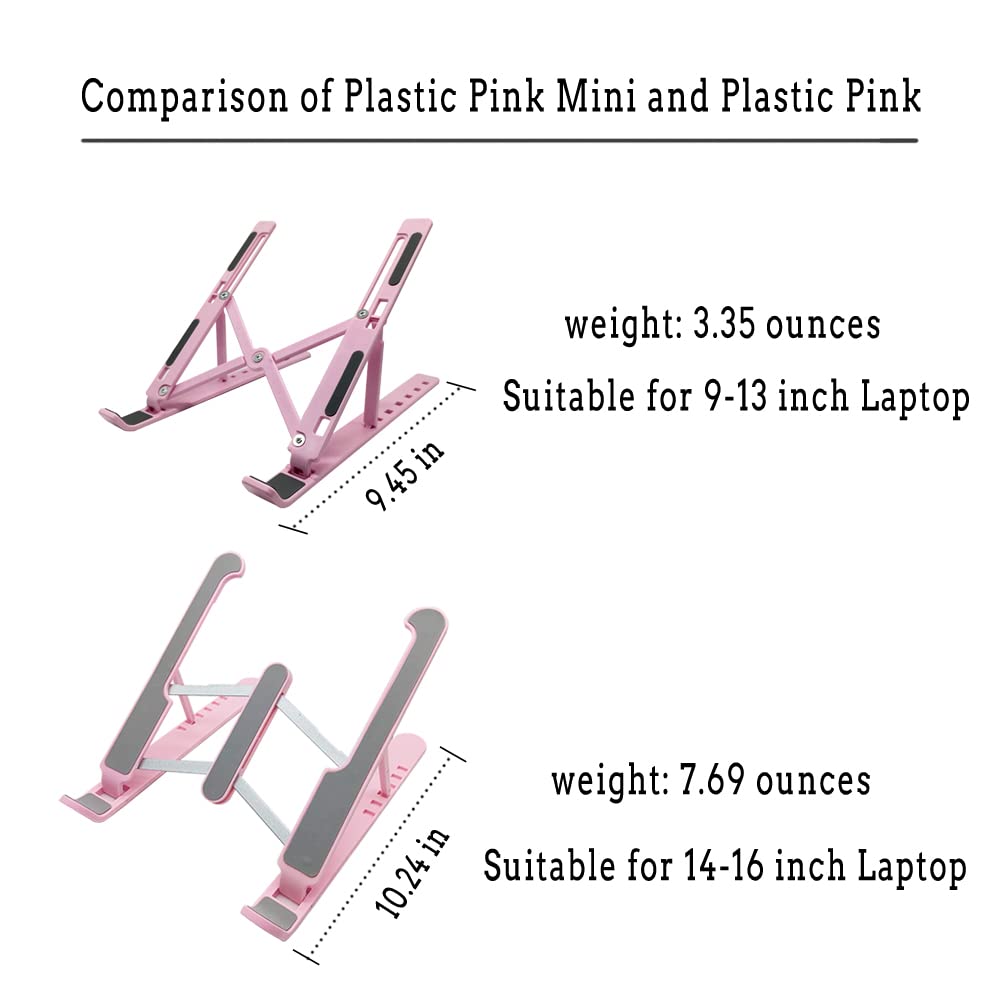 Comparison of Plastic Pink Mini and Plastic Pink
weight: 3.35 ounces
Suitable for 9-13 inch Laptop
9.45 in
weight: 7.69 ounces
Suitable for 14-16 inch Laptop
10.24 in